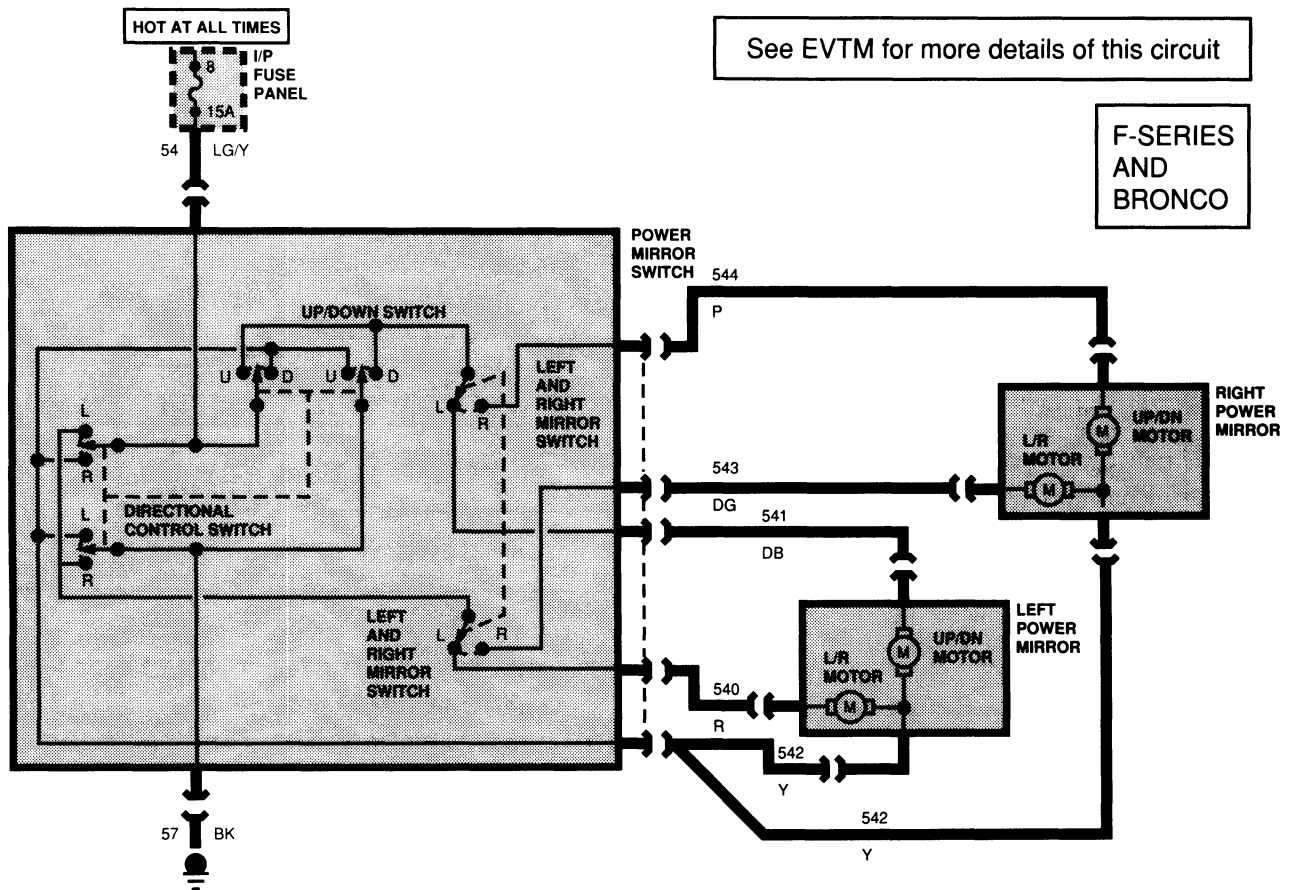 HOT AT ALL TIMES
See EVTM for more details of this circuit
8
15A
I/P
FUSE
PANEL
F-SERIES
AND
BRONCO
54
LG/Y
POWER
MIRROR
SWITCH
544
P
UP/DOWN SWITCH
U
D
U
D
LEFT
AND
RIGHT
MIRROR
SWITCH
L
R
L
R
DIRECTIONAL
CONTROL SWITCH
L
R
543
DG
541
DB
RIGHT
POWER
MIRROR
UP/DN
MOTOR
M
L/R
MOTOR
M
LEFT
AND
RIGHT
MIRROR
SWITCH
L
R
LEFT
POWER
MIRROR
UP/DN
MOTOR
M
L/R
MOTOR
M
540
R
542
Y
542
Y
57
BK